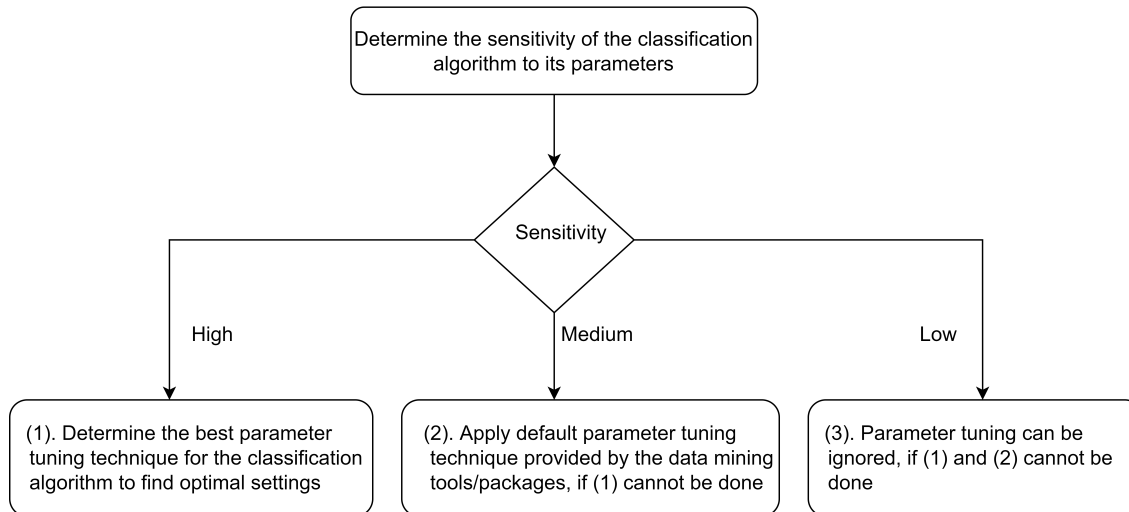 Determine the sensitivity of the classification
algorithm to its parameters
Sensitivity
High
Medium
Low
(1). Determine the best parameter
tuning technique for the classification
algorithm to find optimal settings
(2). Apply default parameter tuning
technique provided by the data mining
tools/packages, if (1) cannot be done
(3). Parameter tuning can be
ignored, if (1) and (2) cannot be
done